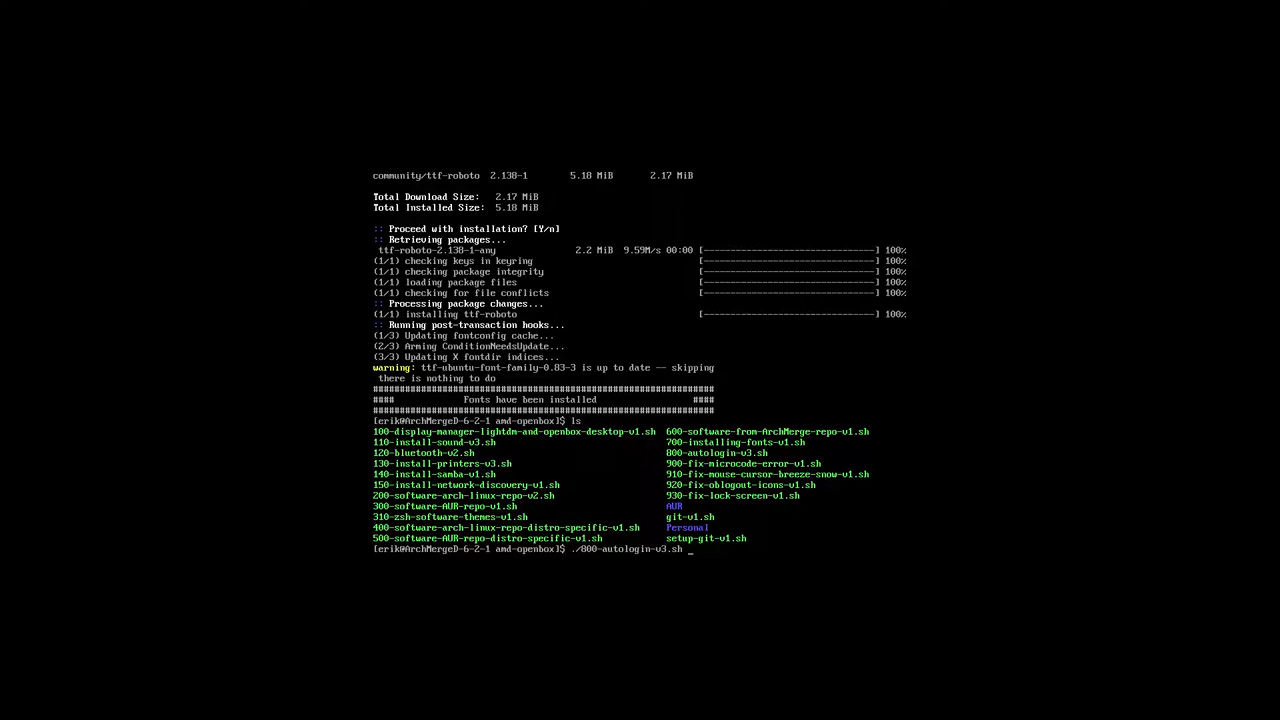 community/ttf-roboto  2.138-1        5.18 MiB       2.17 MiB
Total Download Size:   2.17 MiB
Total Installed Size:  5.18 MiB
:: Proceed with installation? [Y/n]
:: Retrieving packages...
ttf-roboto-2.138-1-any               2.2 MiB  9.59M/s 00:00 [--------------------------------] 100%
(1/1) checking keys in keyring                               [--------------------------------] 100%
(1/1) checking package integrity                             [--------------------------------] 100%
(1/1) loading package files                                  [--------------------------------] 100%
(1/1) checking for file conflicts                            [--------------------------------] 100%
:: Processing package changes...
(1/1) installing ttf-roboto                                  [--------------------------------] 100%
:: Running post-transaction hooks...
(1/3) Updating fontconfig cache...
(2/3) Arming ConditionNeedsUpdate...
(3/3) Updating X fontdir indices...
warning: ttf-ubuntu-font-family-0.83-3 is up to date -- skipping
there is nothing to do
################################################################
####             Fonts have been installed                  ####
################################################################
[erik@ArchMergeD-6-2-1 amd-openbox]$ ls
100-display-manager-lightdm-and-openbox-desktop-v1.sh  600-software-from-ArchMerge-repo-v1.sh
110-install-sound-v3.sh                                700-installing-fonts-v1.sh
120-bluetooth-v2.sh                                    800-autologin-v3.sh
130-install-printers-v3.sh                             900-fix-microcode-error-v1.sh
140-install-samba-v1.sh                                910-fix-mouse-cursor-breeze-snow-v1.sh
150-install-network-discovery-v1.sh                    920-fix-oblogout-icons-v1.sh
200-software-arch-linux-repo-v2.sh                     930-fix-lock-screen-v1.sh
300-software-AUR-repo-v1.sh                            AUR
310-zsh-software-themes-v1.sh                          git-v1.sh
400-software-arch-linux-repo-distro-specific-v1.sh     Personal
500-software-AUR-repo-distro-specific-v1.sh            setup-git-v1.sh
[erik@ArchMergeD-6-2-1 amd-openbox]$ ./800-autologin-v3.sh _